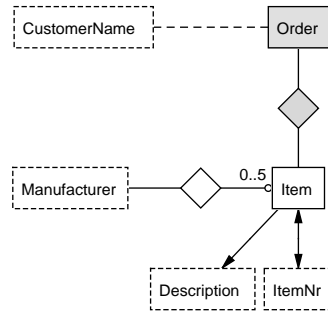 CustomerName
Order
Manufacturer
0..5
Item
Description
ItemNr